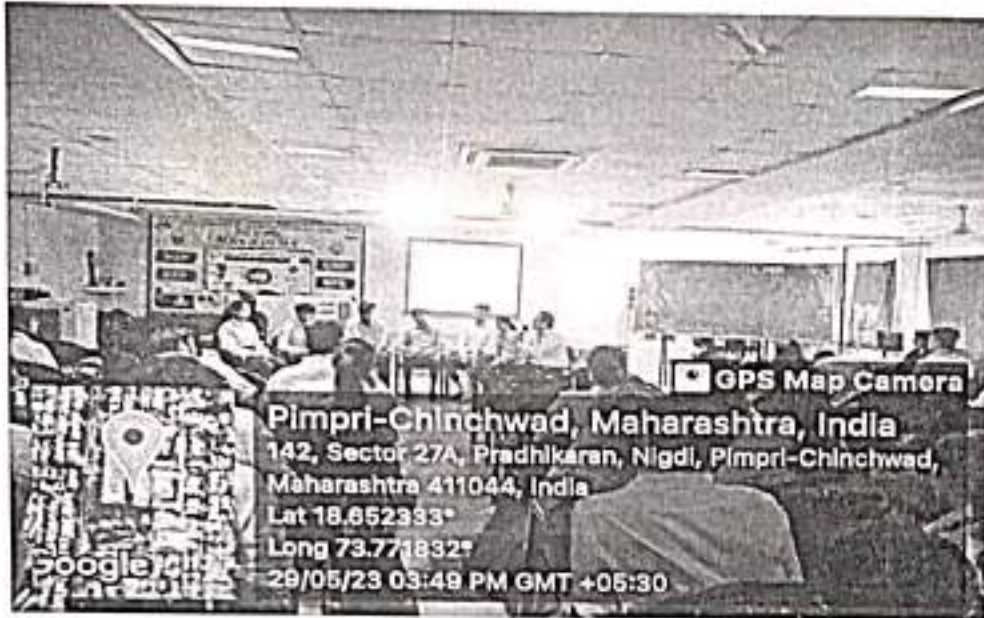 GPS Map Camera
Pimpri-Chinchwad, Maharashtra, India
142, Sector 27A, Pradhikaran, Nigdi, Pimpri-Chinchwad,
Maharashtra 411044, India
Lat 18.652333°
Long 73.771832°
29/05/23 03:49 PM GMT +05:30
Google